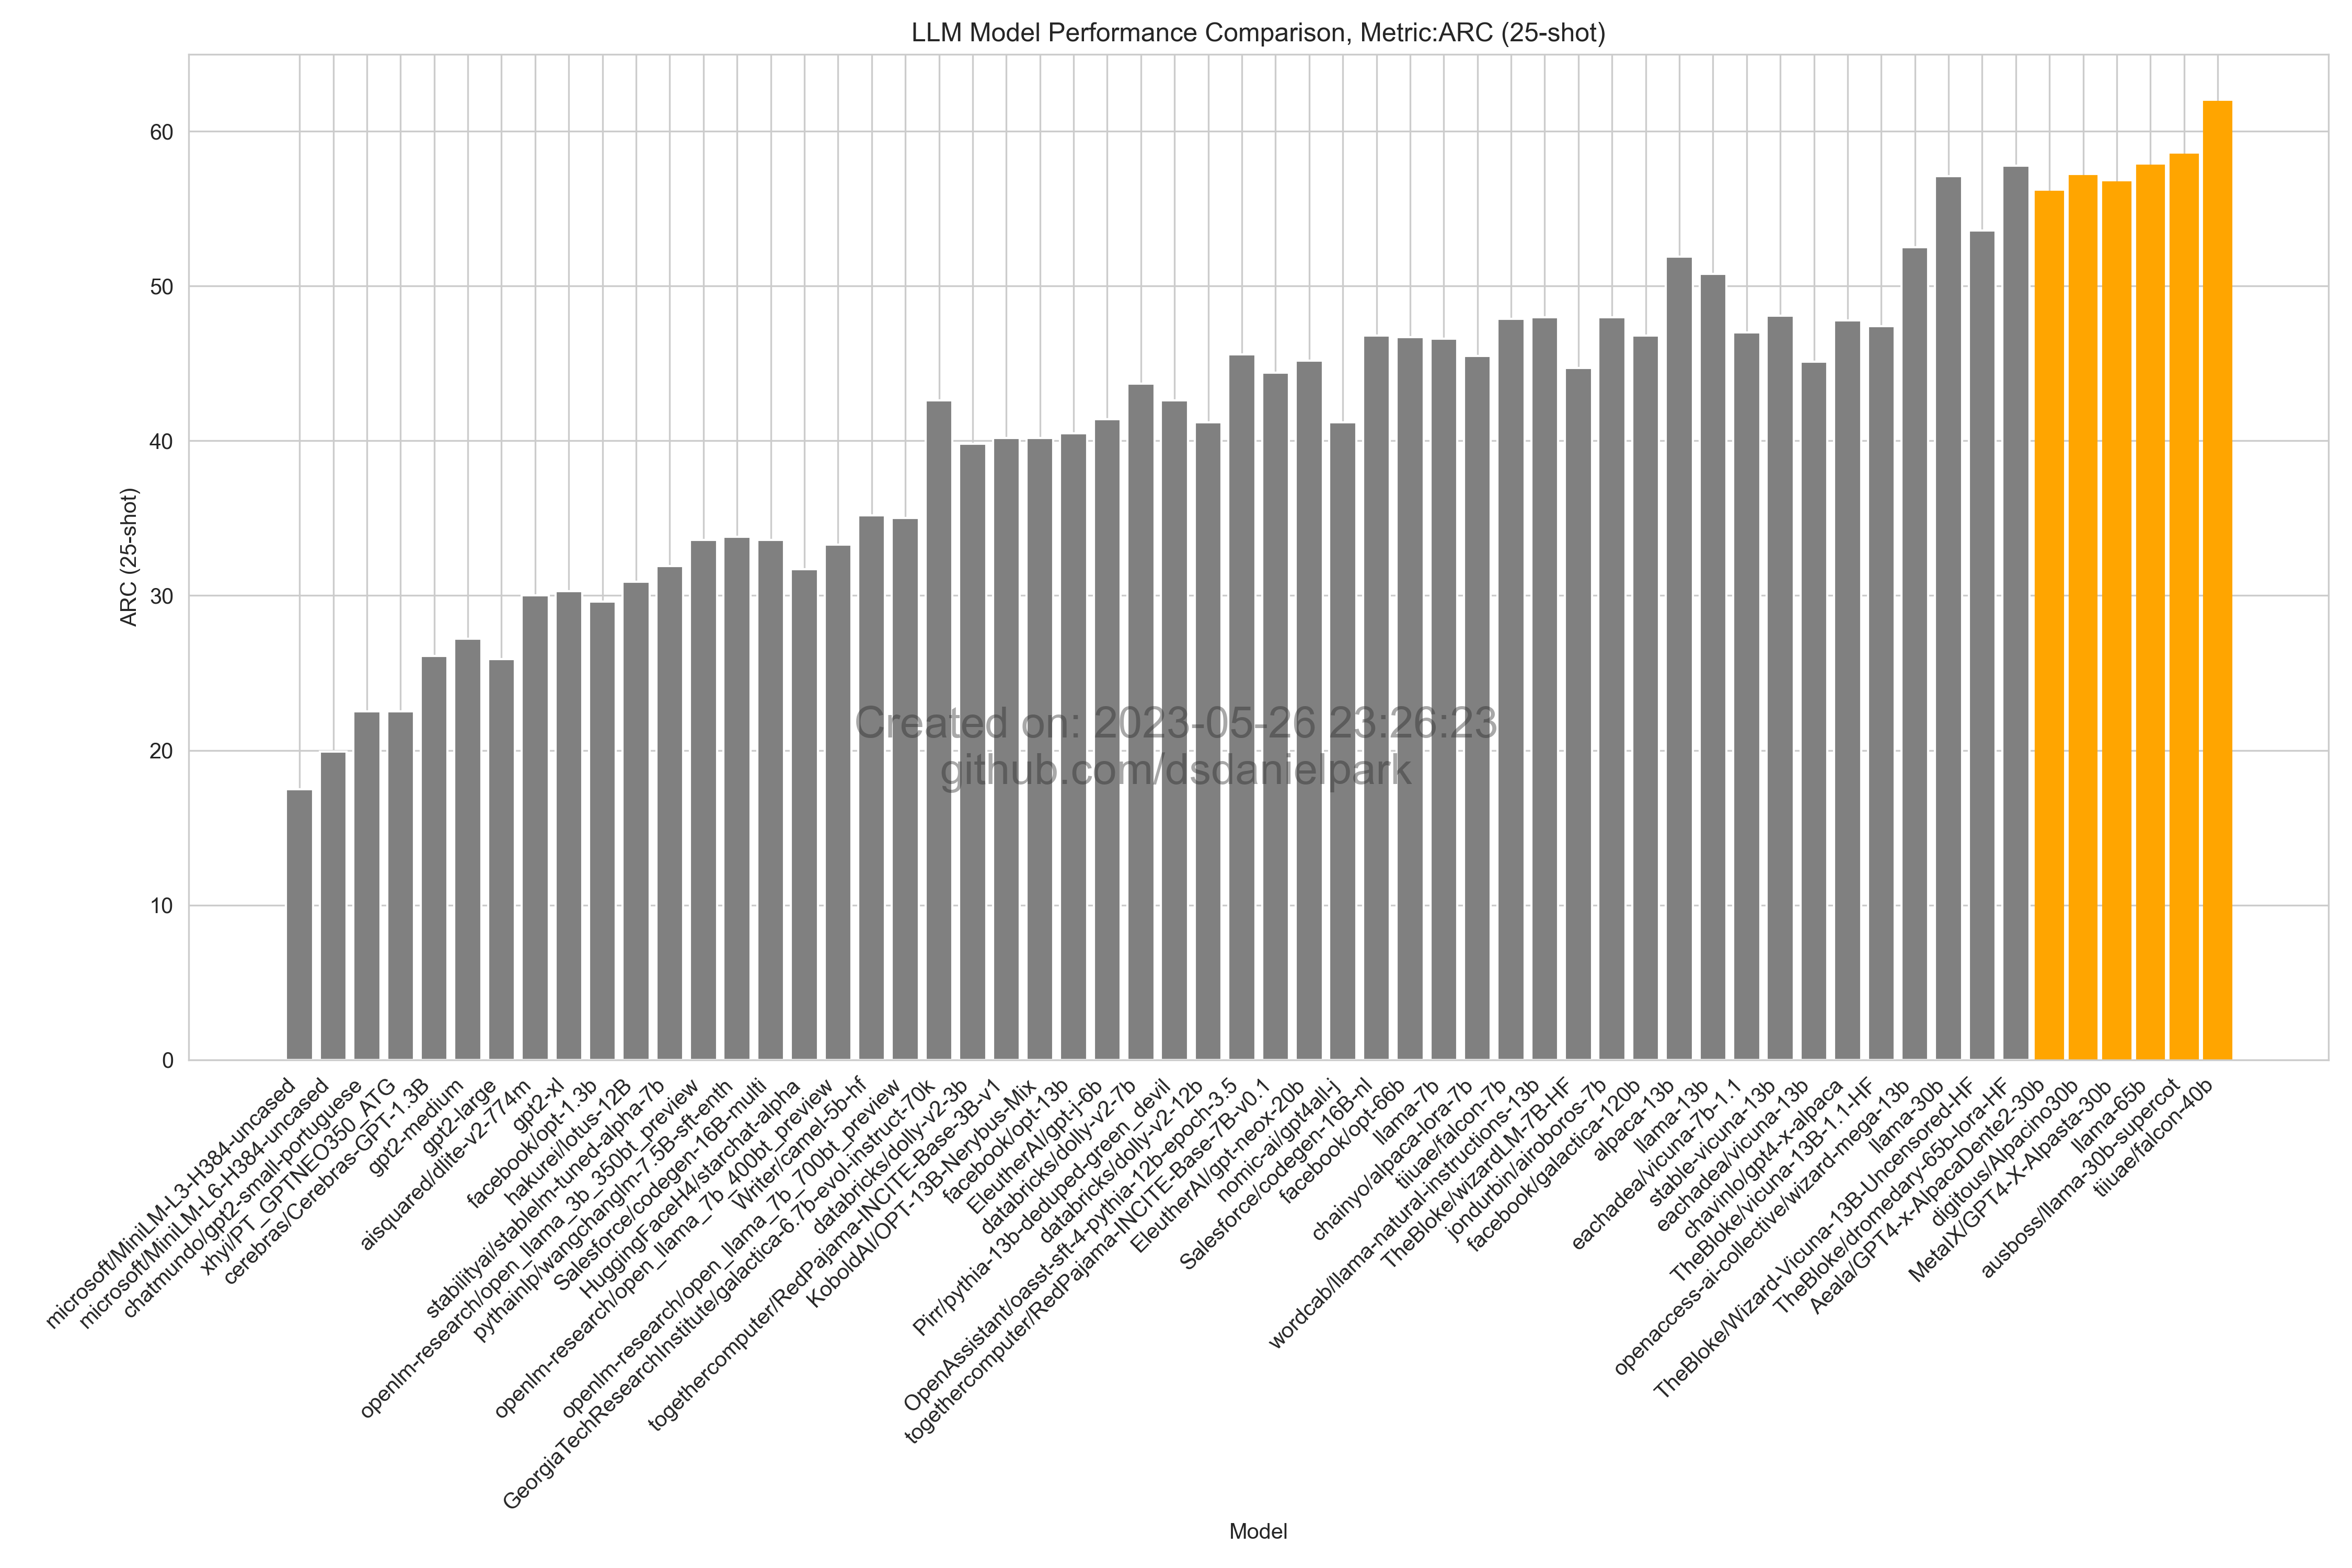 LLM Model Performance Comparison, Metric:ARC (25-shot)
60
50
40
30
20
10
0
ARC (25-shot)
Created on: 2023-05-26 23:26:23
github.com/dsdanielpark
microsoft/MiniLM-L3-H384-uncased
microsoft/MiniLM-L6-H384-uncased
chatmundo/gpt2-small-portuguese
xhyi/PT_GPTNEO350_ATG
cerebras/Cerebras-GPT-1.3B
gpt2-medium
gpt2-large
aisquared/dlite-v2-774m
gpt2-xl
facebook/opt-1.3b
hakurei/lotus-12B
stabilityai/stablelm-tuned-alpha-7b
openlm-research/open_llama_3b_350bt_preview
pythainlp/wangchanglm-7.5B-sft-enth
Salesforce/codegen-16B-multi
HuggingFaceH4/starchat-alpha
openlm-research/open_llama_7b_400bt_preview
Writer/camel-5b-hf
openlm-research/open_llama_7b_700bt_preview
GeorgiaTechResearchInstitute/galactica-6.7b-evol-instruct-70k
databricks/dolly-v2-3b
togethercomputer/RedPajama-INCITE-Base-3B-v1
KoboldAI/OPT-13B-Nerybus-Mix
facebook/opt-13b
EleutherAI/gpt-j-6b
databricks/dolly-v2-7b
Pirr/pythia-13b-deduped-green_devil
databricks/dolly-v2-12b
OpenAssistant/oasst-sft-4-pythia-12b-epoch-3.5
togethercomputer/RedPajama-INCITE-Base-7B-v0.1
EleutherAI/gpt-neox-20b
nomic-ai/gpt4all-j
Salesforce/codegen-16B-nl
facebook/opt-66b
llama-7b
chainyo/alpaca-lora-7b
tiiuae/falcon-7b
wordcab/llama-natural-instructions-13b
TheBloke/wizardLM-7B-HF
jondurbin/airoboros-7b
facebook/galactica-120b
alpaca-13b
llama-13b
eachadea/vicuna-7b-1.1
stable-vicuna-13b
eachadea/vicuna-13b
chavinlo/gpt4-x-alpaca
TheBloke/vicuna-13B-1.1-HF
openaccess-ai-collective/wizard-mega-13b
llama-30b
TheBloke/Wizard-Vicuna-13B-Uncensored-HF
TheBloke/dromedary-65b-lora-HF
Aeala/GPT4-x-AlpacaDente2-30b
digitous/Alpacino30b
MetaIX/GPT4-X-Alpasta-30b
llama-65b
ausboss/llama-30b-supercot
tiiuae/falcon-40b
Model